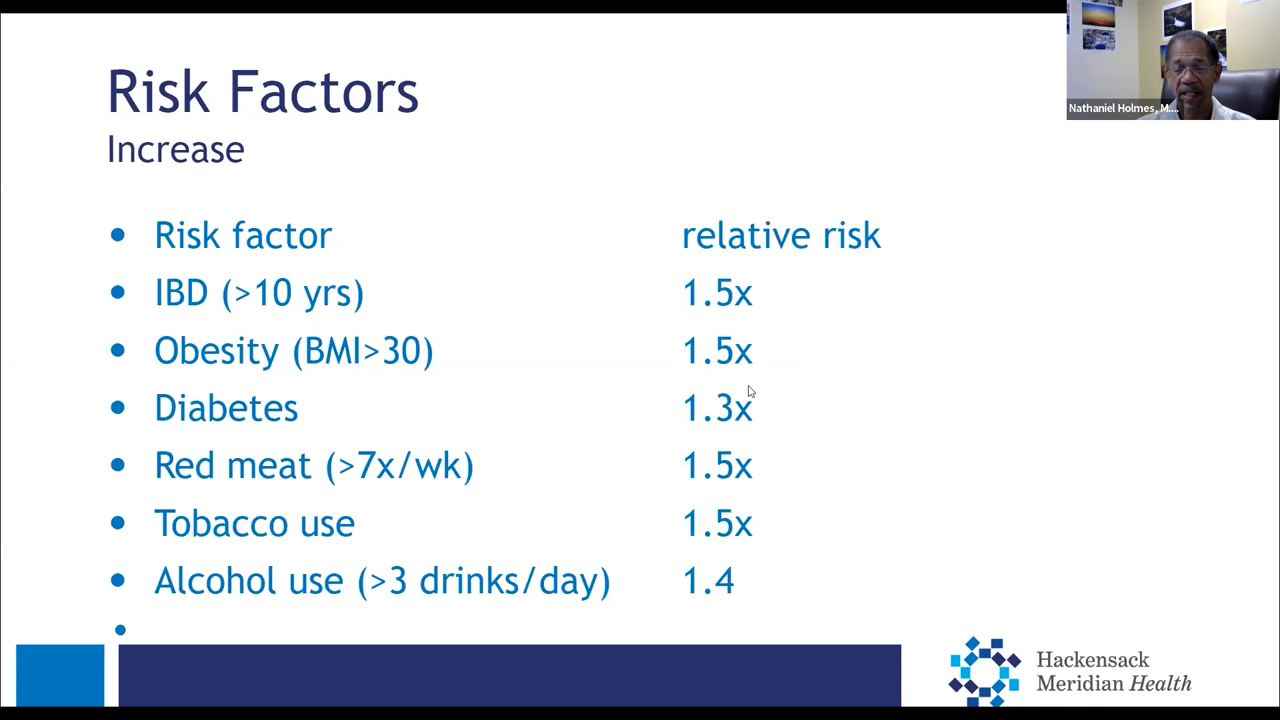 Risk Factors
Increase
Nathaniel Holmes, M....
• Risk factor relative risk
• IBD (>10 yrs) 1.5x
• Obesity (BMI>30) 1.5x
• Diabetes 1.3x
• Red meat (>7x/wk) 1.5x
• Tobacco use 1.5x
• Alcohol use (>3 drinks/day) 1.4
•
Hackensack
Meridian Health